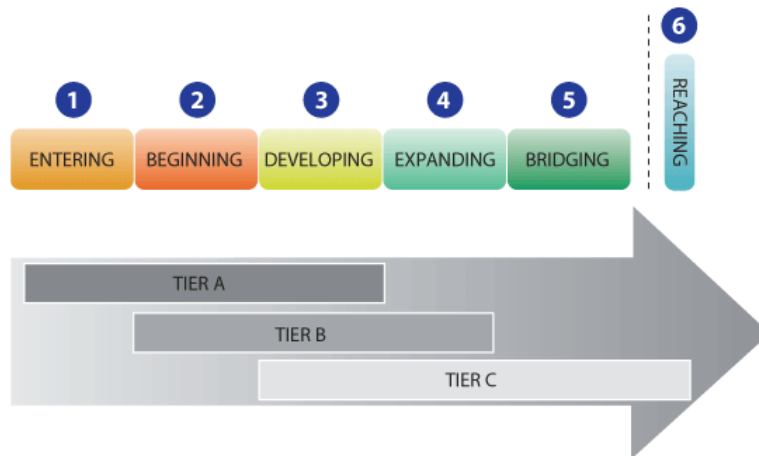 6
1 2 3 4 5
ENTERING BEGINNING DEVELOPING EXPANDING BRIDGING REACHING
TIER A
TIER B
TIER C